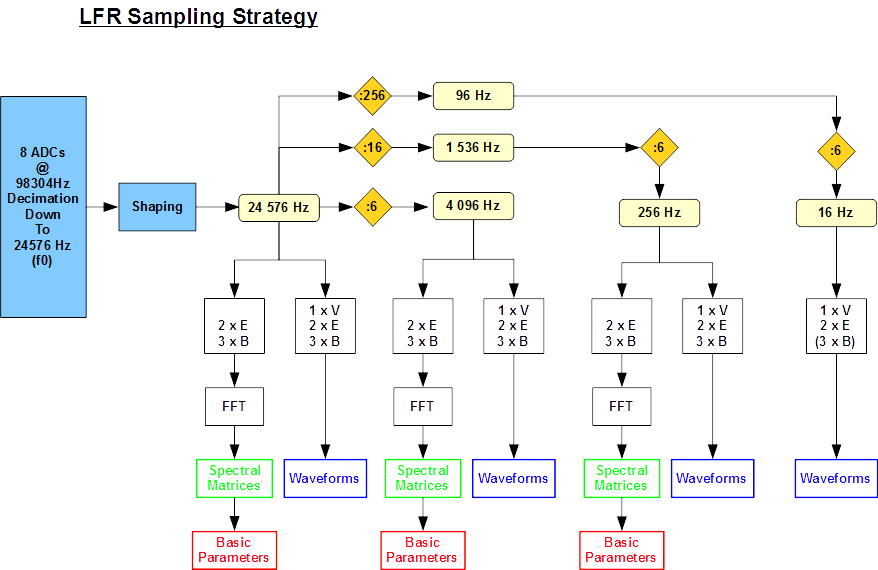 LFR Sampling Strategy
8 ADCs
@
98304Hz
Decimation
Down
To
24576 Hz
(f0)
Shaping
24 576 Hz
:256
96 Hz
:16
1 536 Hz
:6
4 096 Hz
:6
256 Hz
:6
16 Hz
2 x E
3 x B
1 x V
2 x E
3 x B
2 x E
3 x B
1 x V
2 x E
3 x B
2 x E
3 x B
1 x V
2 x E
3 x B
1 x V
2 x E
(3 x B)
FFT
FFT
FFT
Spectral
Matrices
Waveforms
Spectral
Matrices
Waveforms
Spectral
Matrices
Waveforms
Waveforms
Basic
Parameters
Basic
Parameters
Basic
Parameters